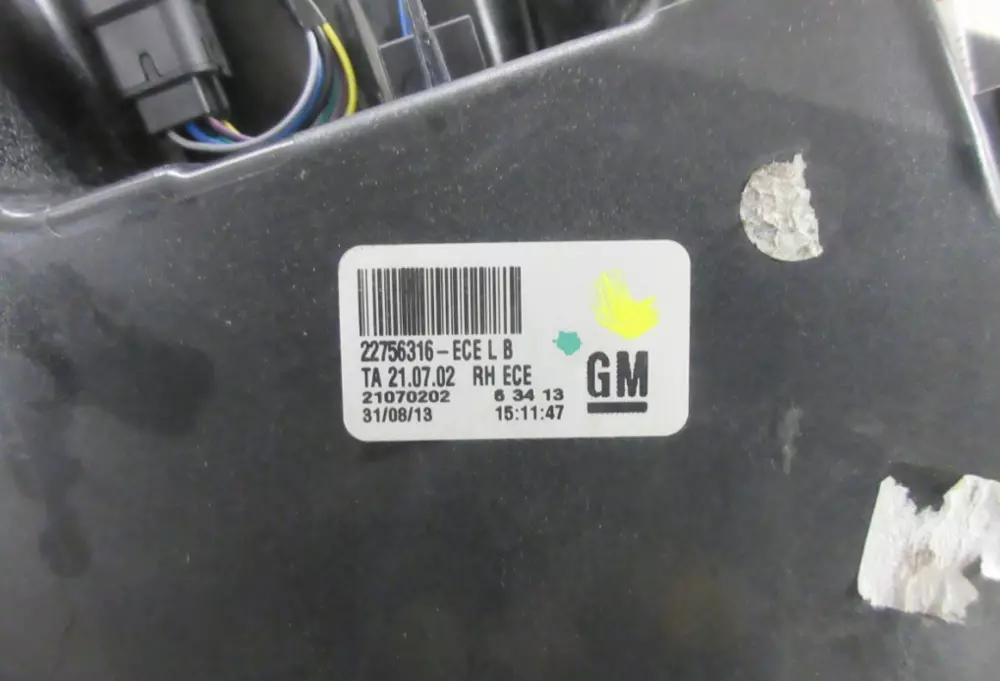 22756316-ECE L B
TA 21.07.02 RH ECE
21070202 6 34 13
31/08/13 15:11:47
GM